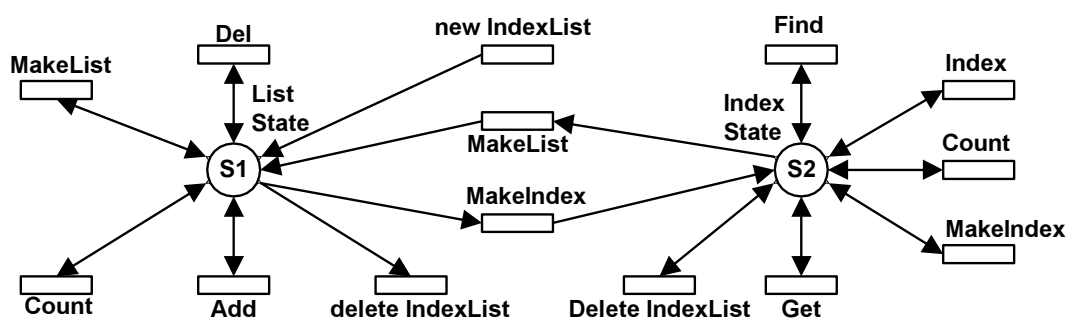 Del
new IndexList
Find
MakeList
Index
List
State
Index
State
MakeList
Count
S1
S2
MakeIndex
MakeIndex
Count
Add
delete IndexList
Delete IndexList
Get